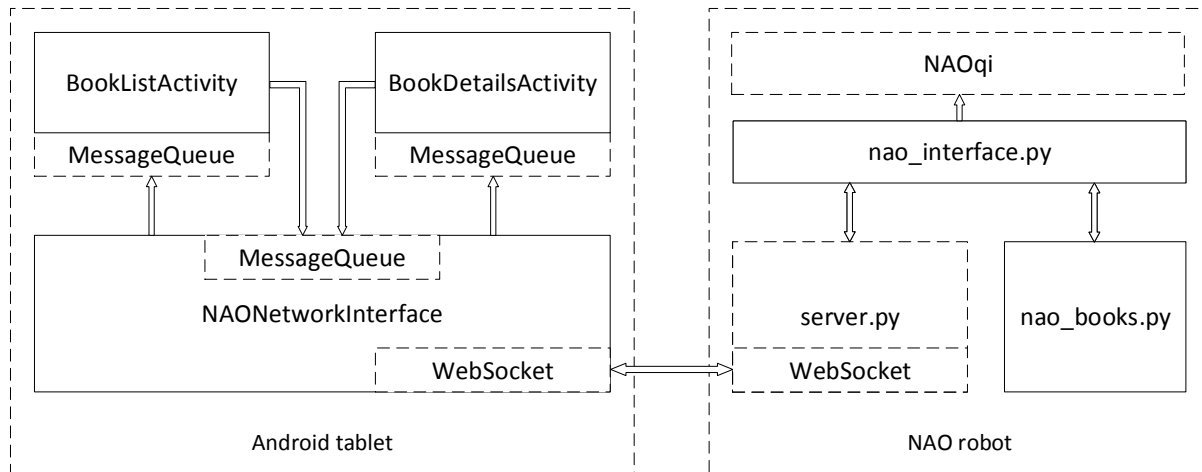 BookListActivity
MessageQueue
BookDetailsActivity
MessageQueue
MessageQueue
NAONetworkInterface
WebSocket
Android tablet
NAOqi
nao_interface.py
server.py
WebSocket
nao_books.py
NAO robot